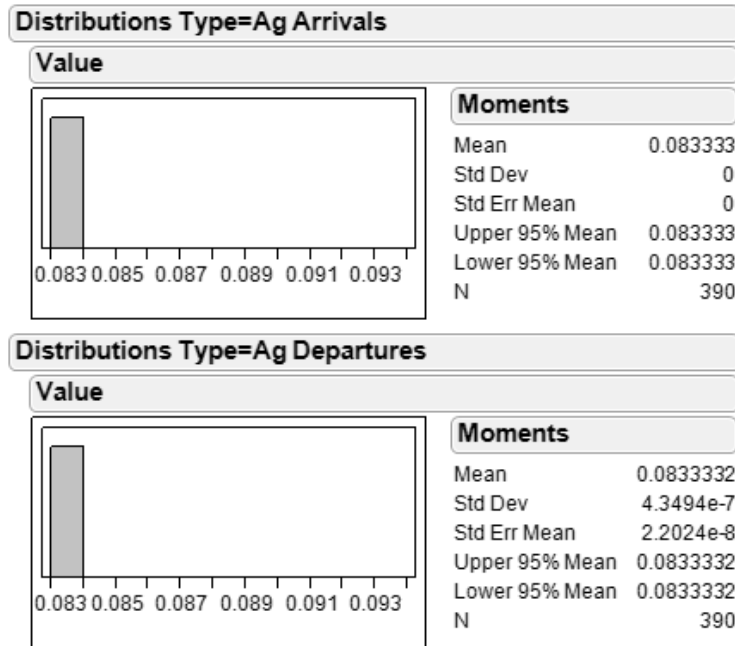 Distributions Type=Ag Arrivals
Value
0.083 0.085 0.087 0.089 0.091 0.093
Moments
Mean 0.083333
Std Dev 0
Std Err Mean 0
Upper 95% Mean 0.083333
Lower 95% Mean 0.083333
N 390
Distributions Type=Ag Departures
Value
0.083 0.085 0.087 0.089 0.091 0.093
Moments
Mean 0.0833332
Std Dev 4.3494e-7
Std Err Mean 2.2024e-8
Upper 95% Mean 0.0833332
Lower 95% Mean 0.0833332
N 390